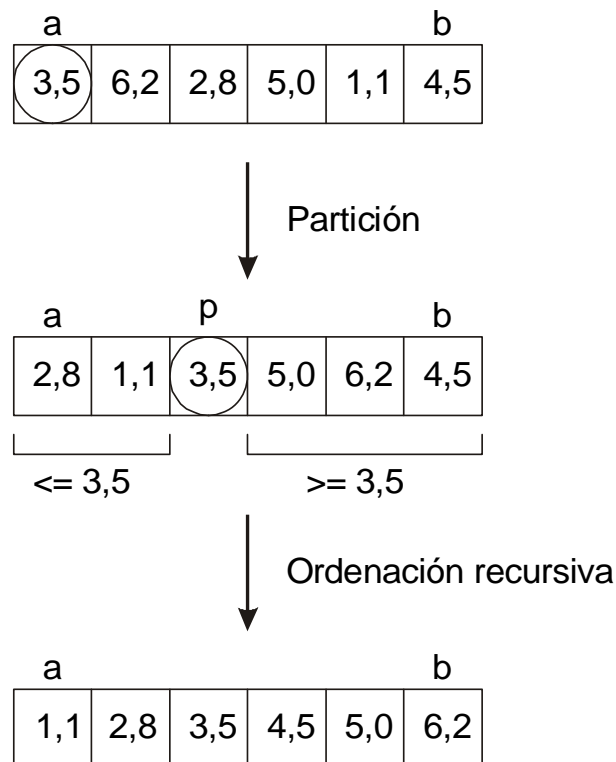 a b
3,5 6,2 2,8 5,0 1,1 4,5
Partición
a p b
2,8 1,1 3,5 5,0 6,2 4,5
<= 3,5 >= 3,5
Ordenación recursiva
a b
1,1 2,8 3,5 4,5 5,0 6,2